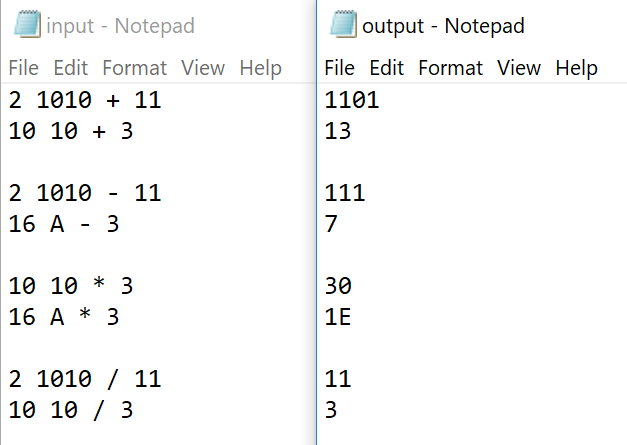 input - Notepad
File Edit Format View Help
2 1010 + 11
10 10 + 3
2 1010 - 11
16 A - 3
10 10 * 3
16 A * 3
2 1010 / 11
10 10 / 3
output - Notepad
File Edit Format View Help
1101
13
111
7
30
1E
11
3